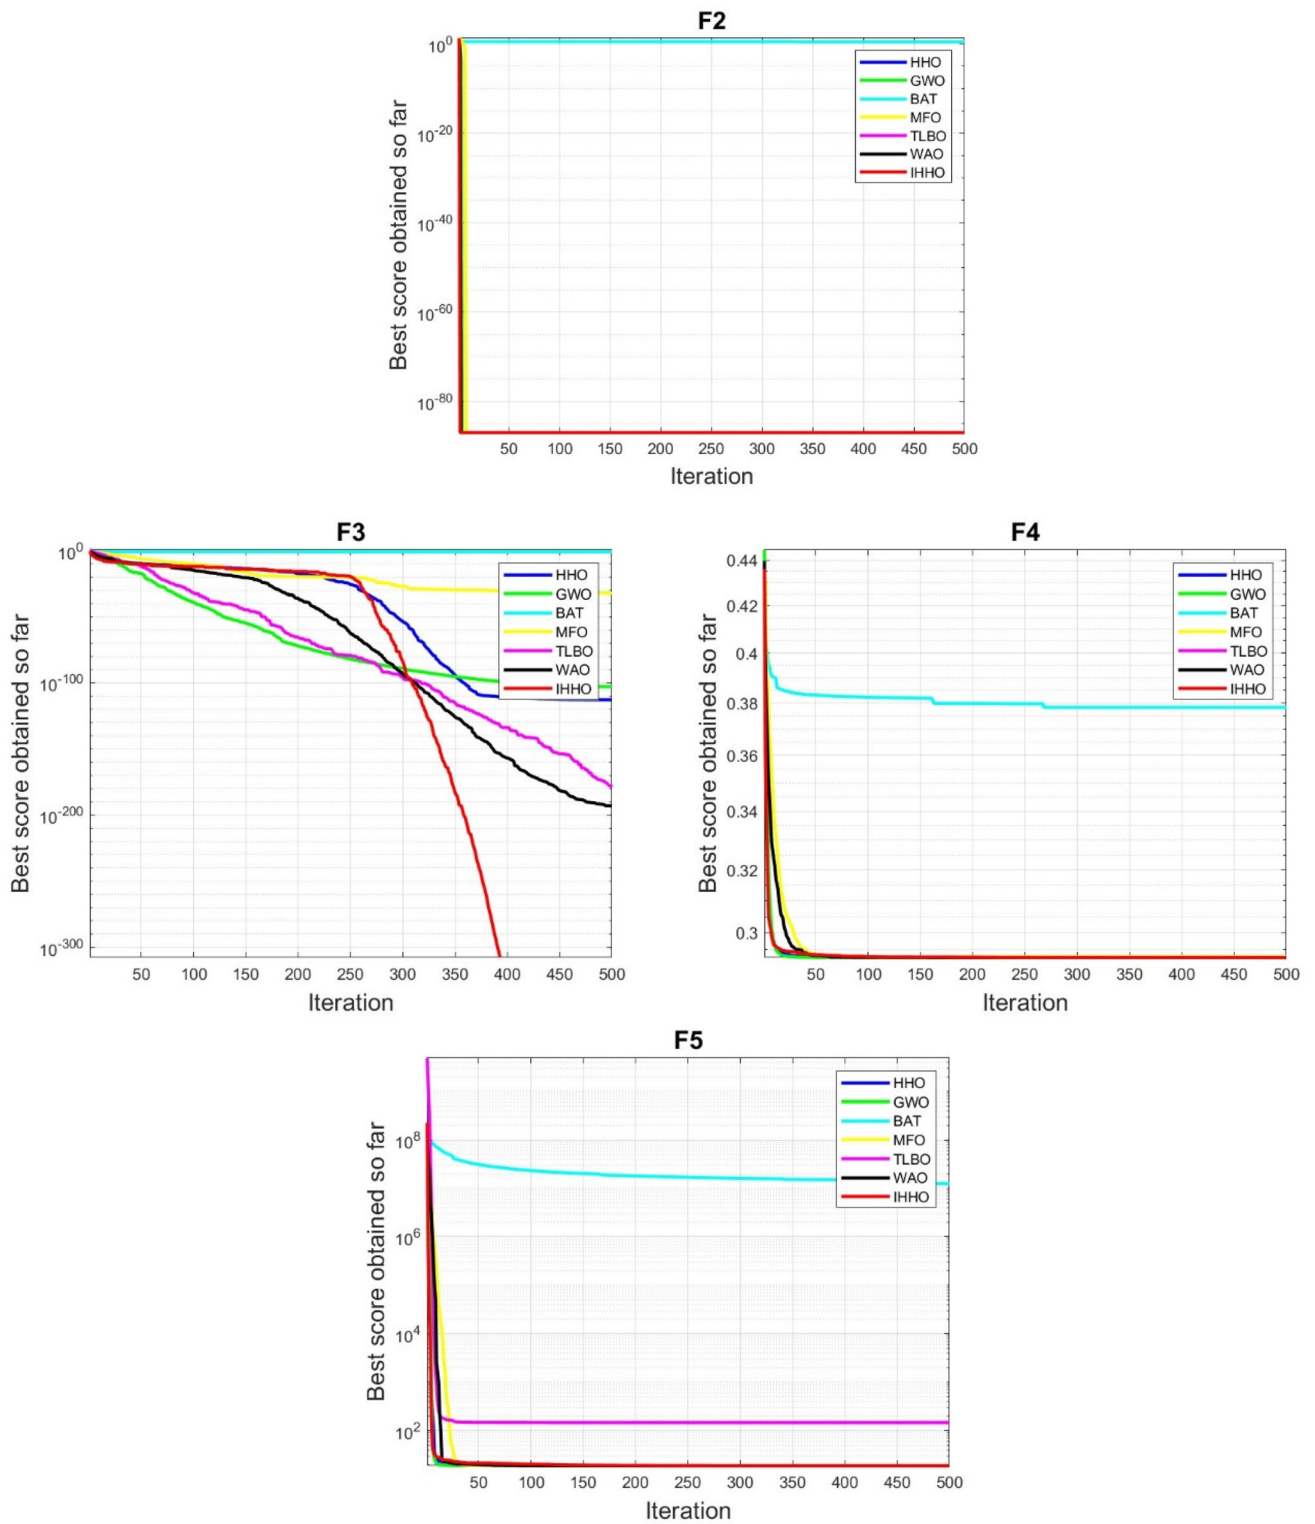 F2
Best score obtained so far
10^0
10^-20
10^-40
10^-60
10^-80
HHO
GWO
BAT
MFO
TLBO
WAO
IHHO
50 100 150 200 250 300 350 400 450 500
Iteration
F3
Best score obtained so far
10^0
10^-100
10^-200
10^-300
HHO
GWO
BAT
MFO
TLBO
WAO
IHHO
50 100 150 200 250 300 350 400 450 500
Iteration
F4
Best score obtained so far
0.44
0.42
0.4
0.38
0.36
0.34
0.32
0.3
HHO
GWO
BAT
MFO
TLBO
WAO
IHHO
50 100 150 200 250 300 350 400 450 500
Iteration
F5
Best score obtained so far
10^8
10^6
10^4
10^2
HHO
GWO
BAT
MFO
TLBO
WAO
IHHO
50 100 150 200 250 300 350 400 450 500
Iteration